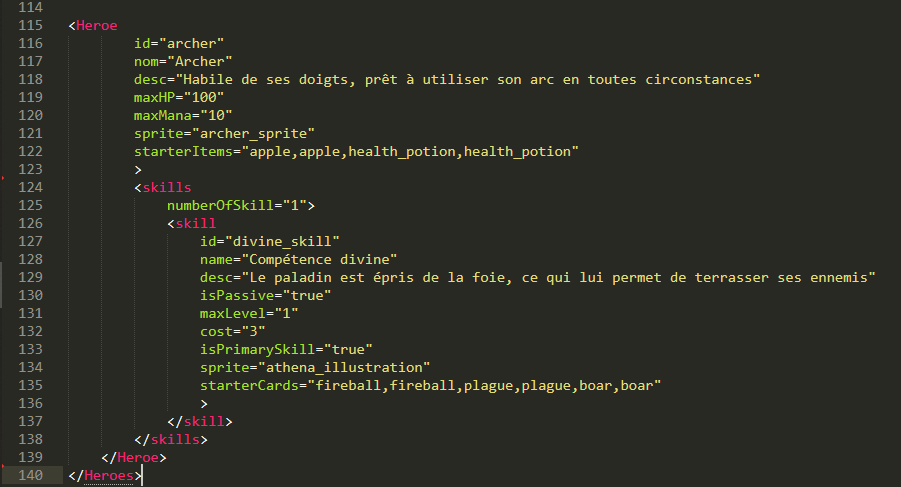 114
115 <Heroe
116 id="archer"
117 nom="Archer"
118 desc="Habile de ses doigts, prêt à utiliser son arc en toutes circonstances"
119 maxHP="100"
120 maxMana="10"
121 sprite="archer_sprite"
122 starterItems="apple,apple,health_potion,health_potion"
123 >
124 <skills
125 numberOfSkill="1">
126 <skill
127 id="divine_skill"
128 name="Compétence divine"
129 desc="Le paladin est épris de la foie, ce qui lui permet de terrasser ses ennemis"
130 isPassive="true"
131 maxLevel="1"
132 cost="3"
133 isPrimarySkill="true"
134 sprite="athena_illustration"
135 starterCards="fireball,fireball,plague,plague,boar,boar"
136 >
137 </skill>
138 </skills>
139 </Heroe>
140 </Heroes>